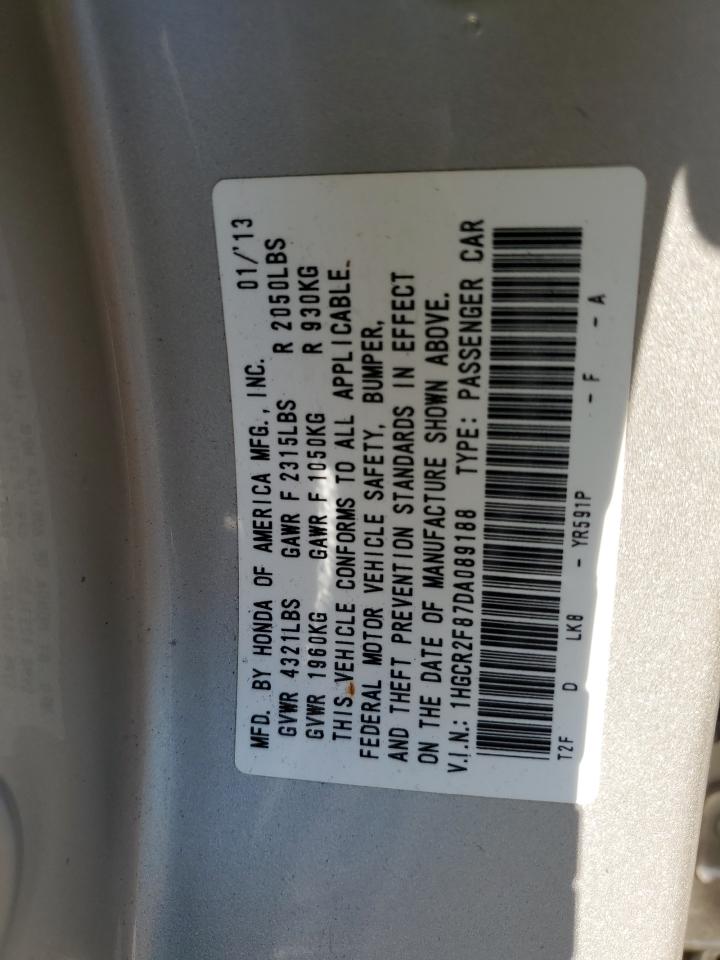 MFD. BY HONDA OF AMERICA MFG., INC. 01/'13
GVWR 4321LBS GAWR F 2315LBS R 2050LBS
GVWR 1960KG GAWR F 1050KG R 930KG
THIS VEHICLE CONFORMS TO ALL APPLICABLE
FEDERAL MOTOR VEHICLE SAFETY, BUMPER,
AND THEFT PREVENTION STANDARDS IN EFFECT
ON THE DATE OF MANUFACTURE SHOWN ABOVE.
V.I.N.: 1HGCR2F87DA089188 TYPE: PASSENGER CAR
T2F D LK8 - YR591P - F - A